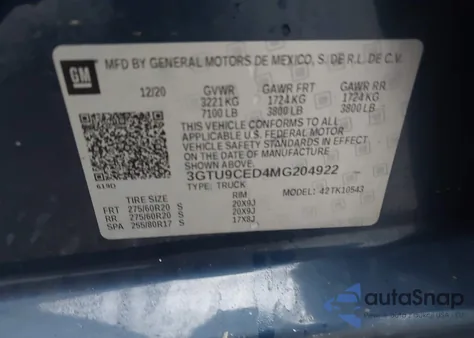 GM
MFD BY GENERAL MOTORS DE MEXICO, S. DE R.L. DE C.V.
12/20 GVWR GAWR FRT GAWR RR
3221 KG 1724 KG 1724 KG
7100 LB 3800 LB 3800 LB
THIS VEHICLE CONFORMS TO ALL
APPLICABLE U.S. FEDERAL MOTOR
VEHICLE SAFETY STANDARDS
IN EFFECT ON THE DATE OF MANUFACTURE
SHOWN ABOVE.
3GTU9CED4MG204922
TYPE: TRUCK MODEL: 42TK10543
TIRE SIZE RIM
FRT 275/60R20 S 20X9J
RR 275/60R20 S 20X9J
SPA 255/80R17 S 17X8J
autoSnap